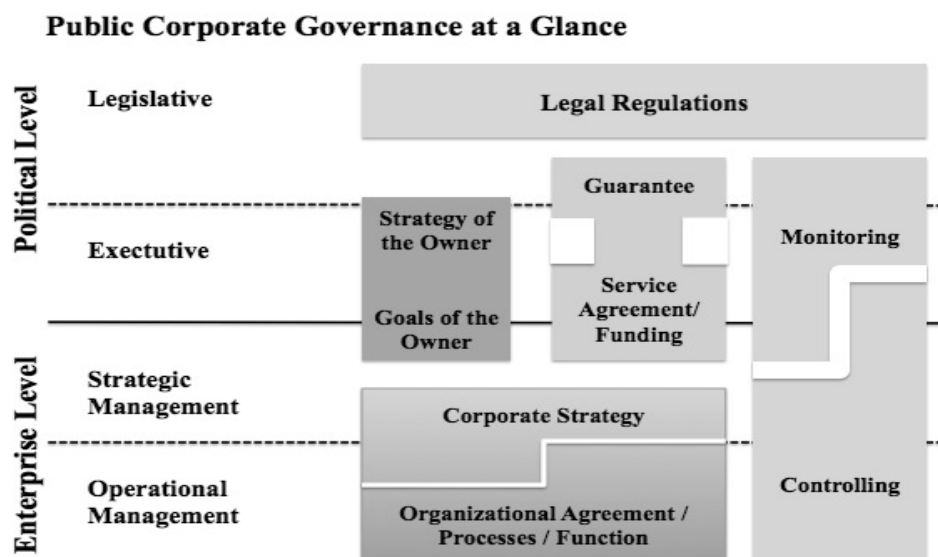 Public Corporate Governance at a Glance
Political Level
Legislative
Legal Regulations
Guarantee
Strategy of
the Owner
Exectutive
Monitoring
Service
Agreement/
Funding
Goals of the
Owner
Enterprise Level
Strategic
Management
Corporate Strategy
Operational
Management
Controlling
Organizational Agreement /
Processes / Function